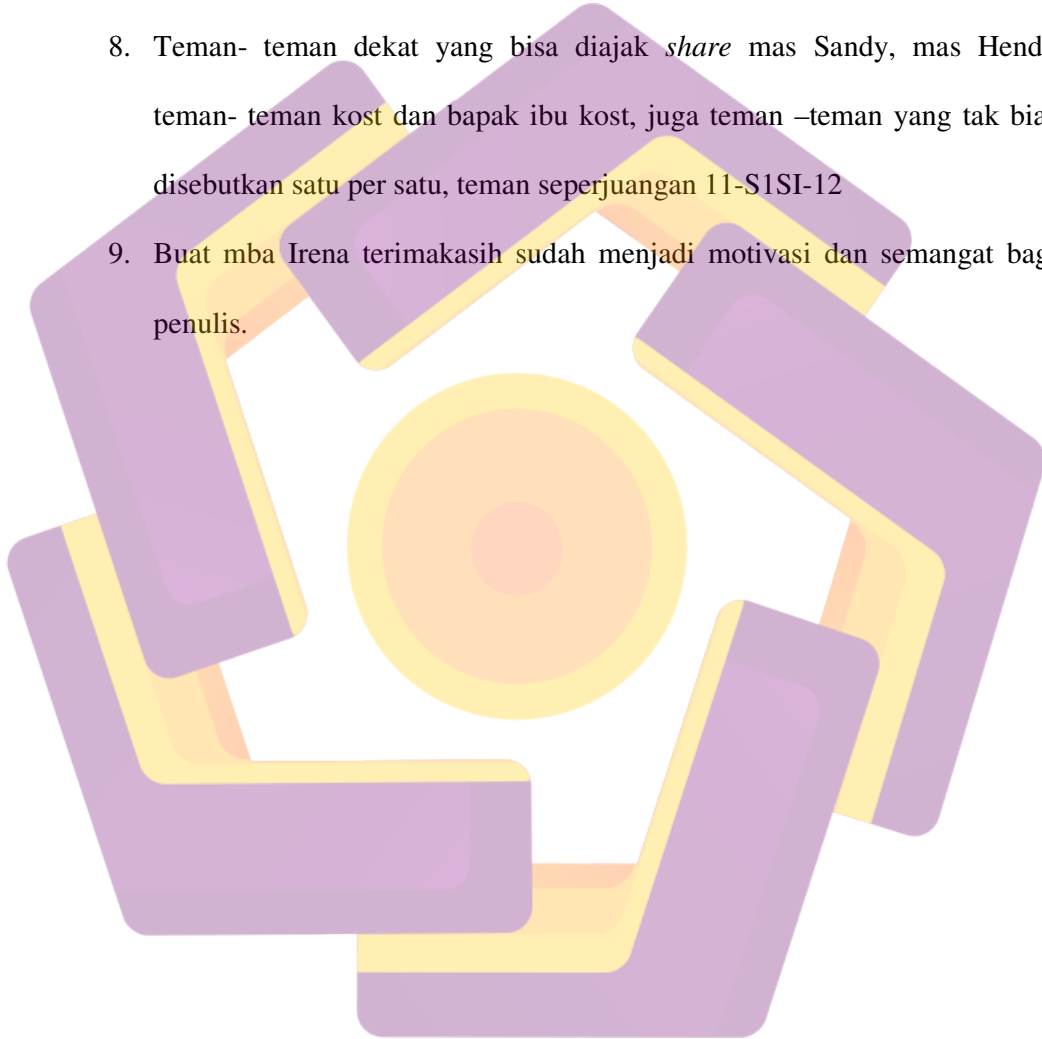 8. Teman- teman dekat yang bisa diajak share mas Sandy, mas Hend
teman- teman kost dan bapak ibu kost, juga teman –teman yang tak bia
disebutkan satu per satu, teman seperjuangan 11-S1SI-12
9. Buat mba Irena terimakasih sudah menjadi motivasi dan semangat bag
penulis.